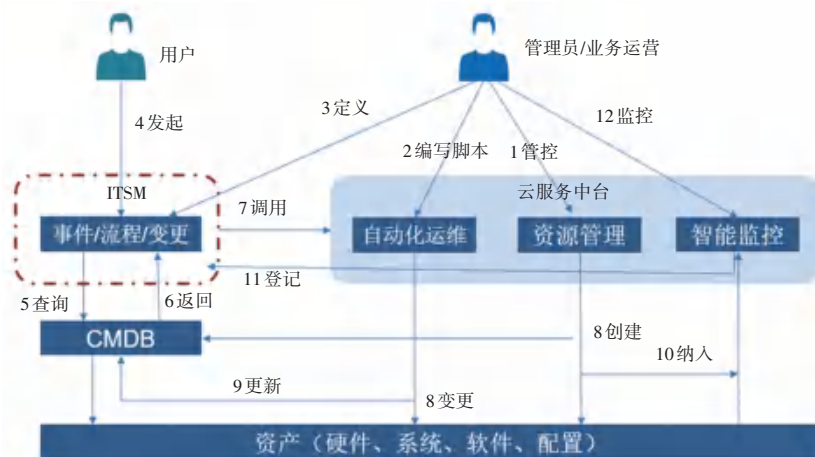 用户
管理员/业务运营
4发起
3定义
12监控
2编写脚本
1管控
ITSM
云服务中台
7调用
事件/流程/变更
自动化运维
资源管理
智能监控
11登记
5查询
6返回
CMDB
8创建
10纳入
9更新
8变更
资产（硬件、系统、软件、配置）